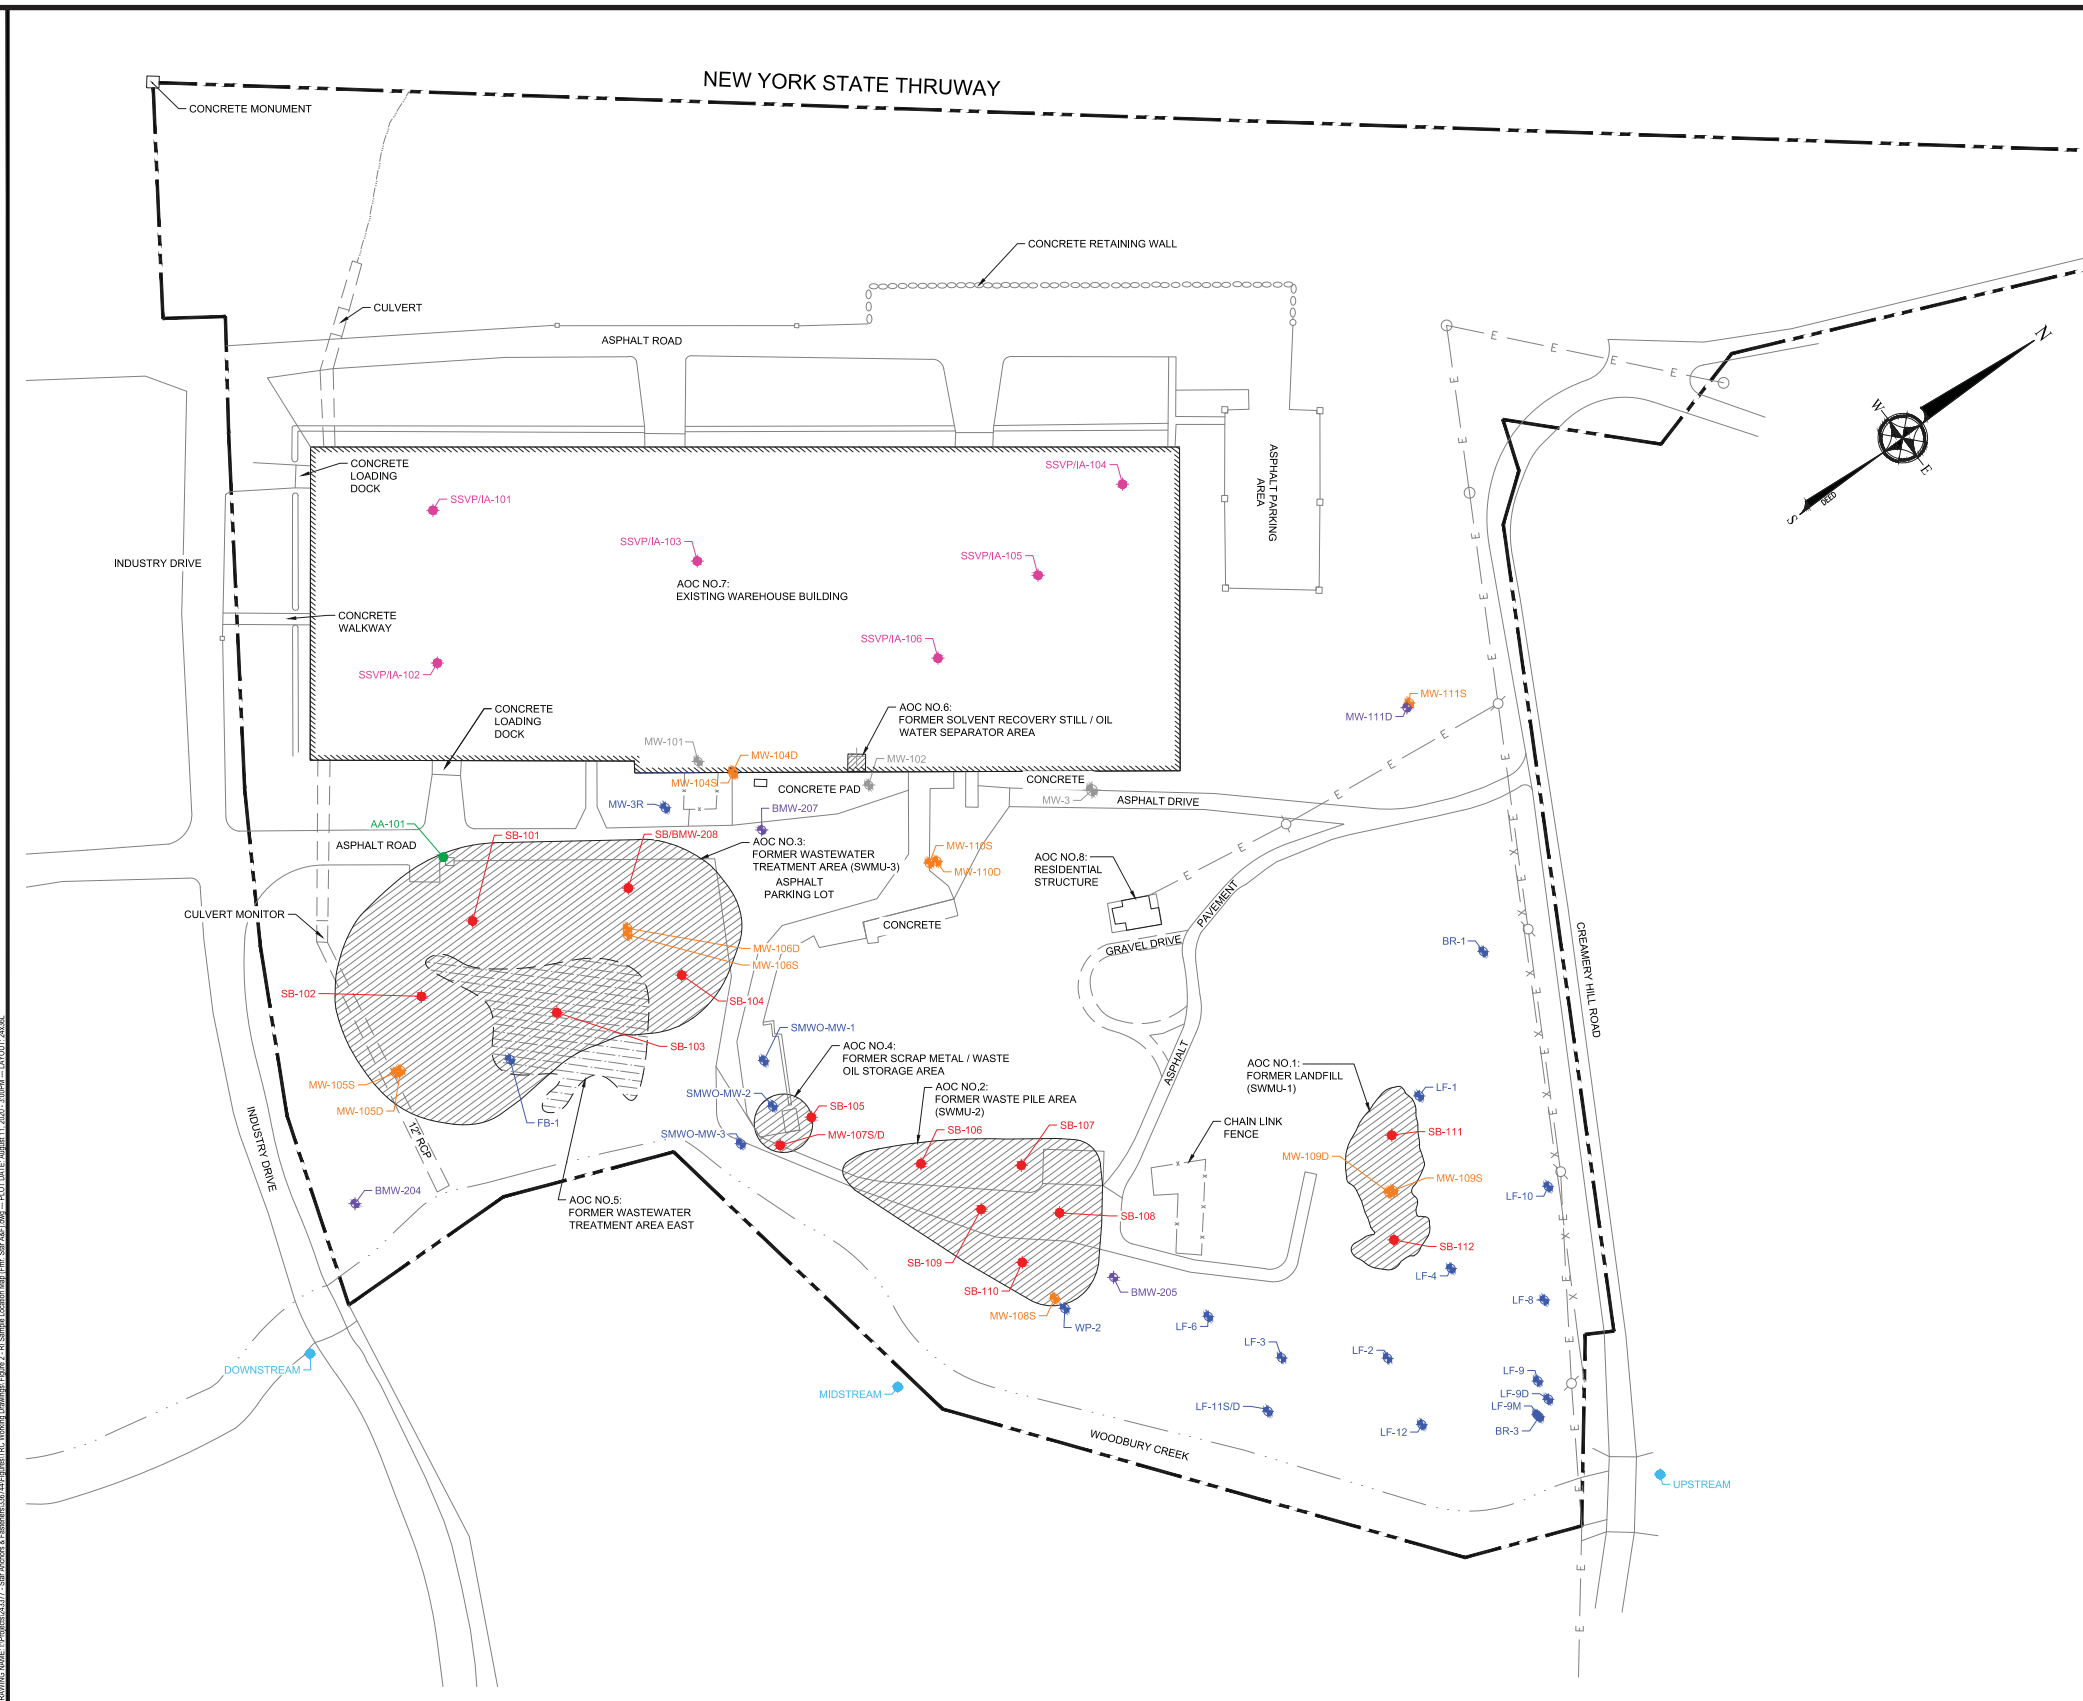 NEW YORK STATE THRUWAY
CONCRETE MONUMENT
CONCRETE RETAINING WALL
CULVERT
ASPHALT ROAD
N
W
E
S
DEED
CONCRETE
LOADING
DOCK
SSVP/IA-101
SSVP/IA-104
ASPHALT PARKING
AREA
INDUSTRY DRIVE
SSVP/IA-103
SSVP/IA-105
AOC NO.7:
EXISTING WAREHOUSE BUILDING
CONCRETE
WALKWAY
SSVP/IA-106
SSVP/IA-102
MW-111S
MW-111D
CONCRETE
LOADING
DOCK
AOC NO.6:
FORMER SOLVENT RECOVERY STILL / OIL
WATER SEPARATOR AREA
MW-101
MW-104D
MW-102
MW-104S
CONCRETE PAD
CONCRETE
MW-3R
BMW-207
MW-3
ASPHALT DRIVE
AA-101
SB-101
SB/BMW-208
ASPHALT ROAD
AOC NO.3:
FORMER WASTEWATER
TREATMENT AREA (SWMU-3)
ASPHALT
PARKING LOT
MW-110S
MW-110D
AOC NO.8:
RESIDENTIAL
STRUCTURE
CULVERT MONITOR
CONCRETE
PAVEMENT
GRAVEL DRIVE
ASPHALT
MW-106D
MW-106S
BR-1
CREAMERY HILL ROAD
SB-102
SB-104
SB-103
SMWO-MW-1
AOC NO.4:
FORMER SCRAP METAL / WASTE
OIL STORAGE AREA
AOC NO.1:
FORMER LANDFILL
(SWMU-1)
LF-1
MW-105S
MW-105D
SMWO-MW-2
AOC NO.2:
FORMER WASTE PILE AREA
(SWMU-2)
SB-105
FB-1
12" RCP
INDUSTRY DRIVE
SMWO-MW-3
MW-107S/D
SB-106
SB-107
CHAIN LINK
FENCE
SB-111
MW-109D
MW-109S
LF-10
BMW-204
AOC NO.5:
FORMER WASTEWATER
TREATMENT AREA EAST
SB-108
SB-109
SB-110
SB-112
LF-4
BMW-205
MW-108S
WP-2
LF-6
LF-8
LF-3
LF-2
DOWNSTREAM
MIDSTREAM
LF-9
LF-9D
LF-9M
BR-3
LF-11S/D
LF-12
WOODBURY CREEK
UPSTREAM